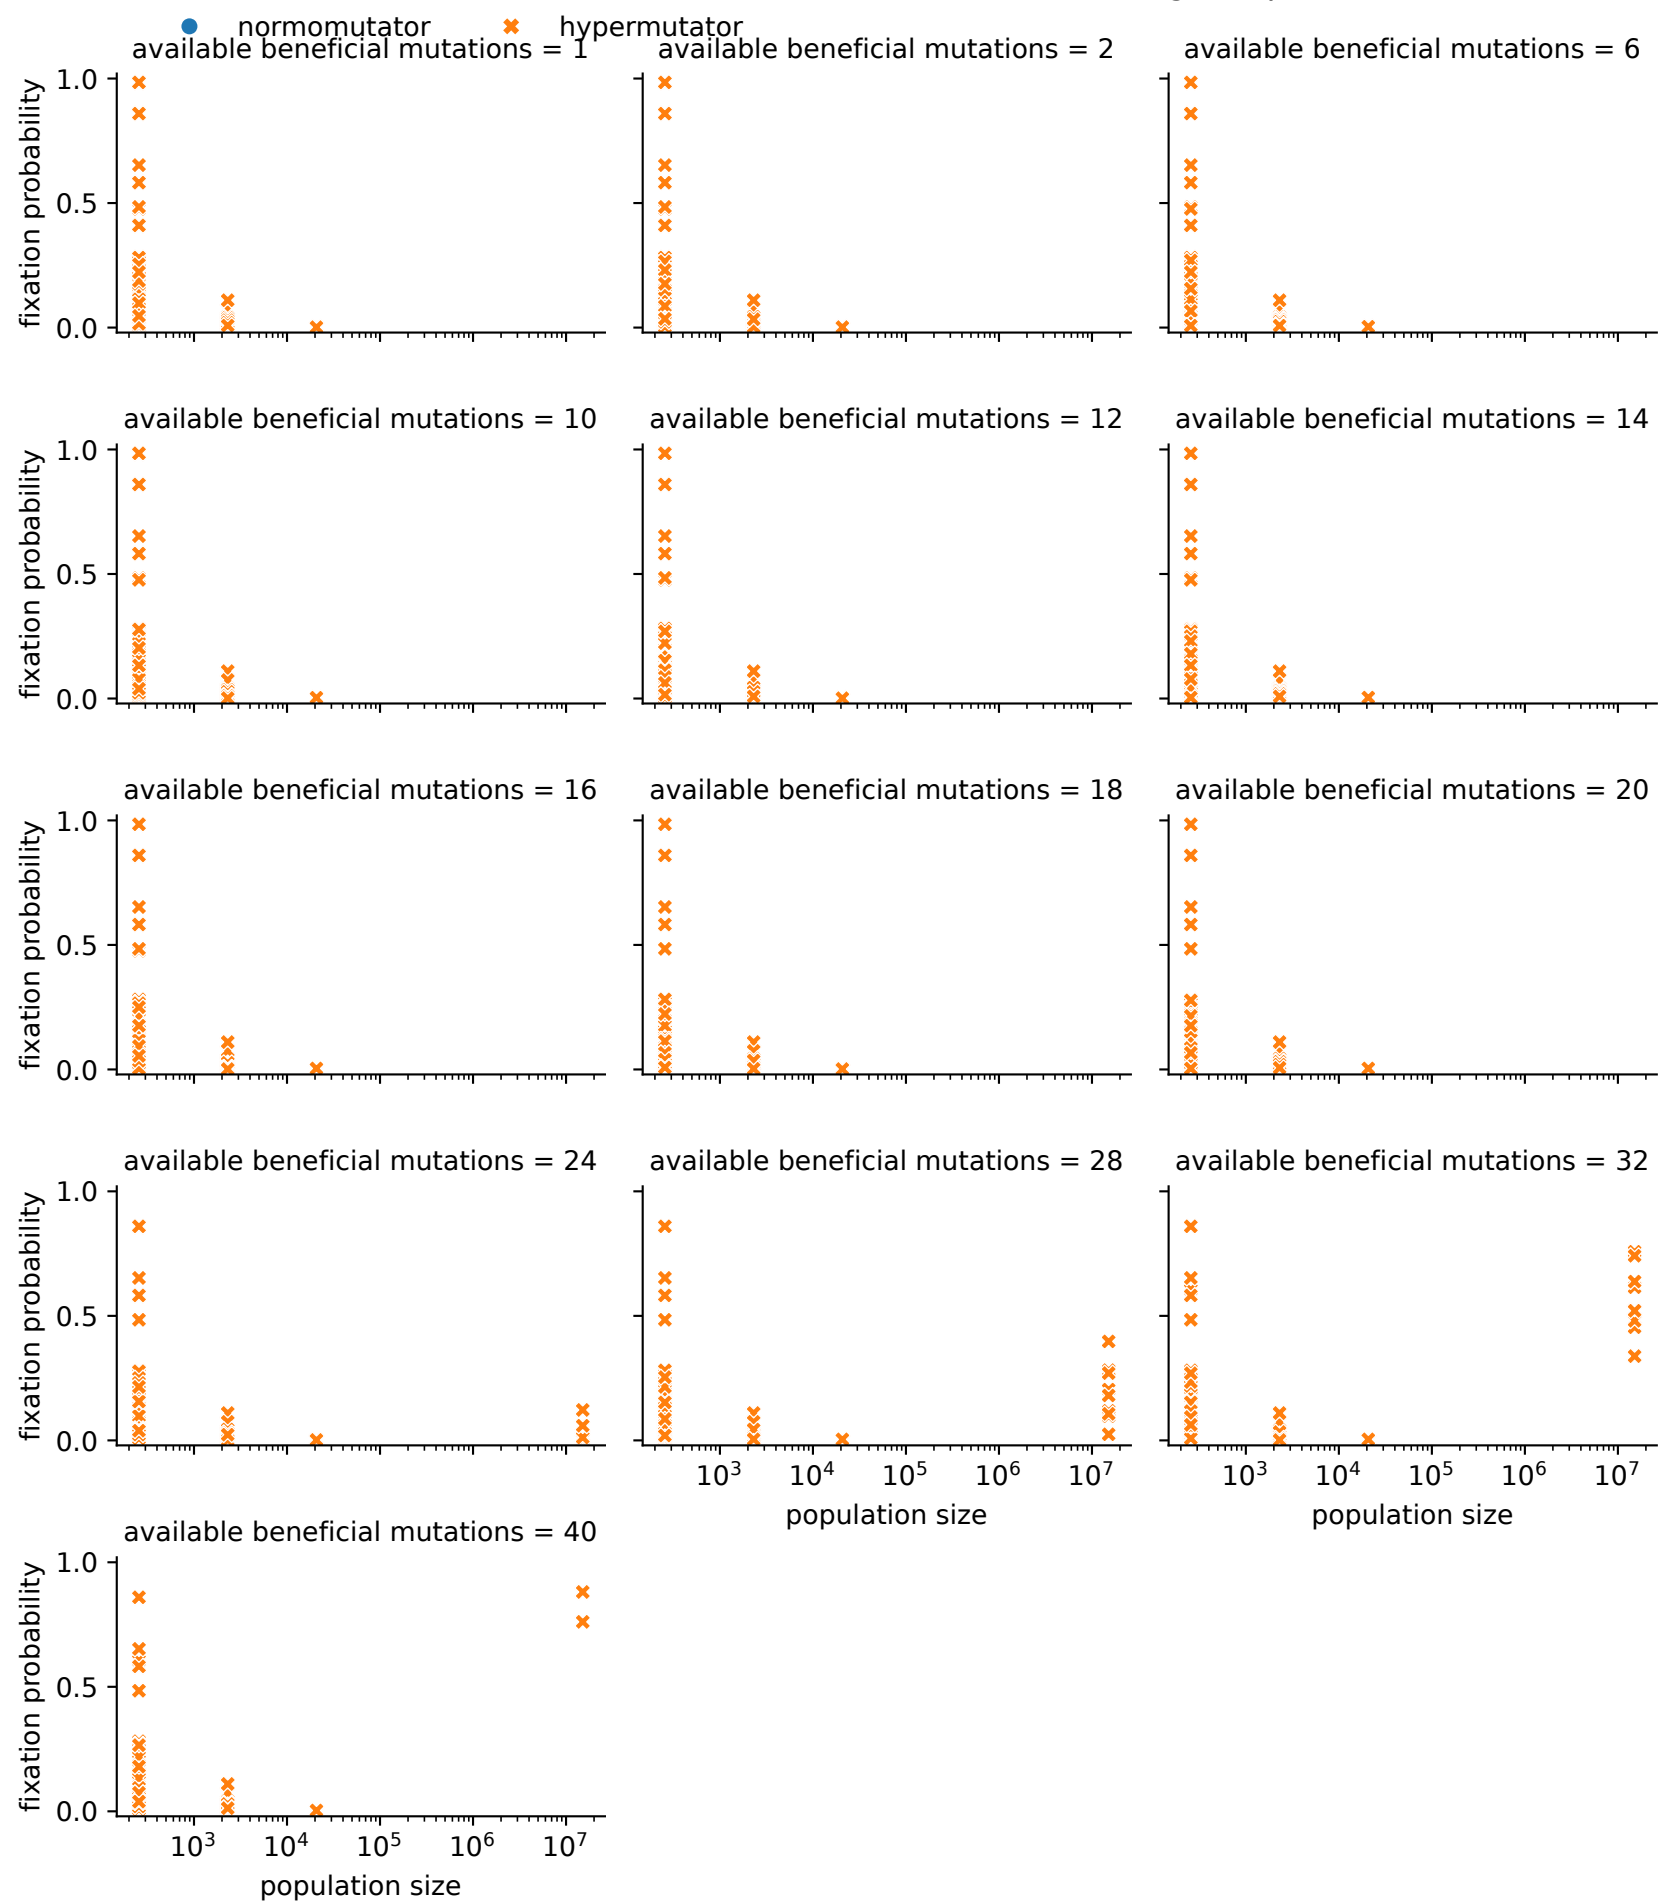 normomutator hypermutator
available beneficial mutations = 1 available beneficial mutations = 2 available beneficial mutations = 6
fixation probability
1.0
0.5
0.0
available beneficial mutations = 10 available beneficial mutations = 12 available beneficial mutations = 14
fixation probability
1.0
0.5
0.0
available beneficial mutations = 16 available beneficial mutations = 18 available beneficial mutations = 20
fixation probability
1.0
0.5
0.0
available beneficial mutations = 24 available beneficial mutations = 28 available beneficial mutations = 32
fixation probability
1.0
0.5
0.0
10³ 10⁴ 10⁵ 10⁶ 10⁷ 10³ 10⁴ 10⁵ 10⁶ 10⁷
population size population size
available beneficial mutations = 40
fixation probability
1.0
0.5
0.0
10³ 10⁴ 10⁵ 10⁶ 10⁷
population size